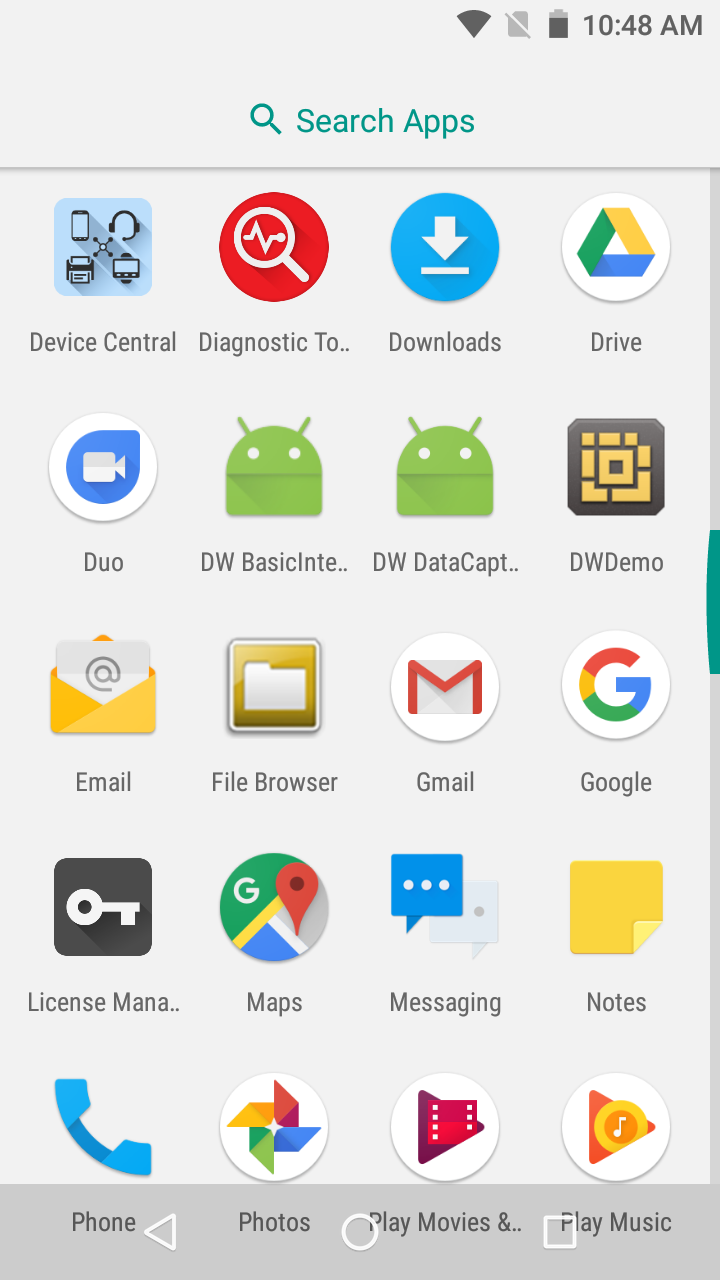 10:48 AM
Search Apps
Device Central
Diagnostic To..
Downloads
Drive
Duo
DW BasicInte..
DW DataCapt..
DWDemo
Email
File Browser
Gmail
Google
License Mana..
Maps
Messaging
Notes
Phone
Photos
Play Movies &..
Play Music